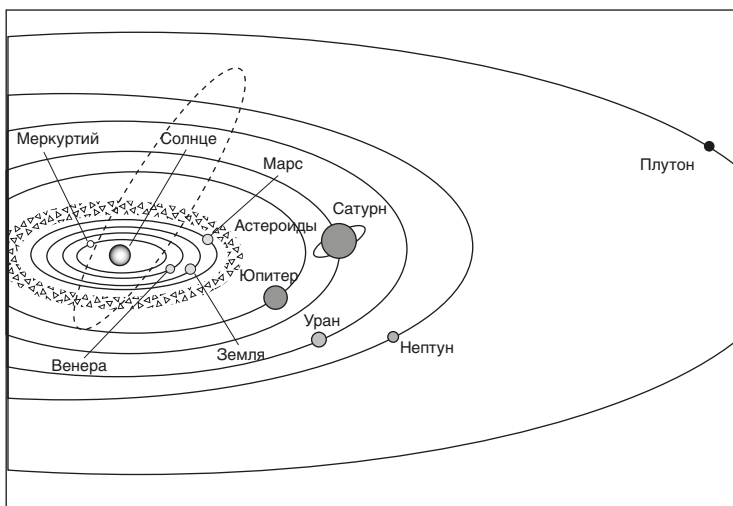 Меркуртий
Солнце
Марс
Плутон
Астероиды
Сатурн
Юпитер
Уран
Венера
Земля
Нептун